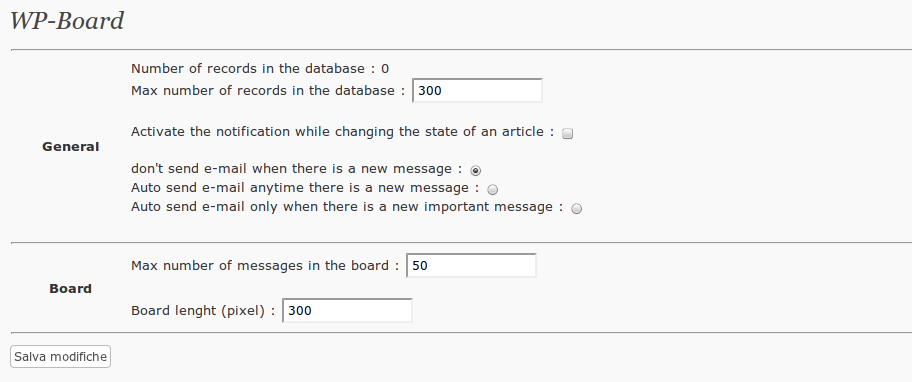 WP-Board
Number of records in the database : 0
Max number of records in the database : 300
General
Activate the notification while changing the state of an article :
don't send e-mail when there is a new message :
Auto send e-mail anytime there is a new message :
Auto send e-mail only when there is a new important message :
Board
Max number of messages in the board : 50
Board lenght (pixel) : 300
Salva modifiche